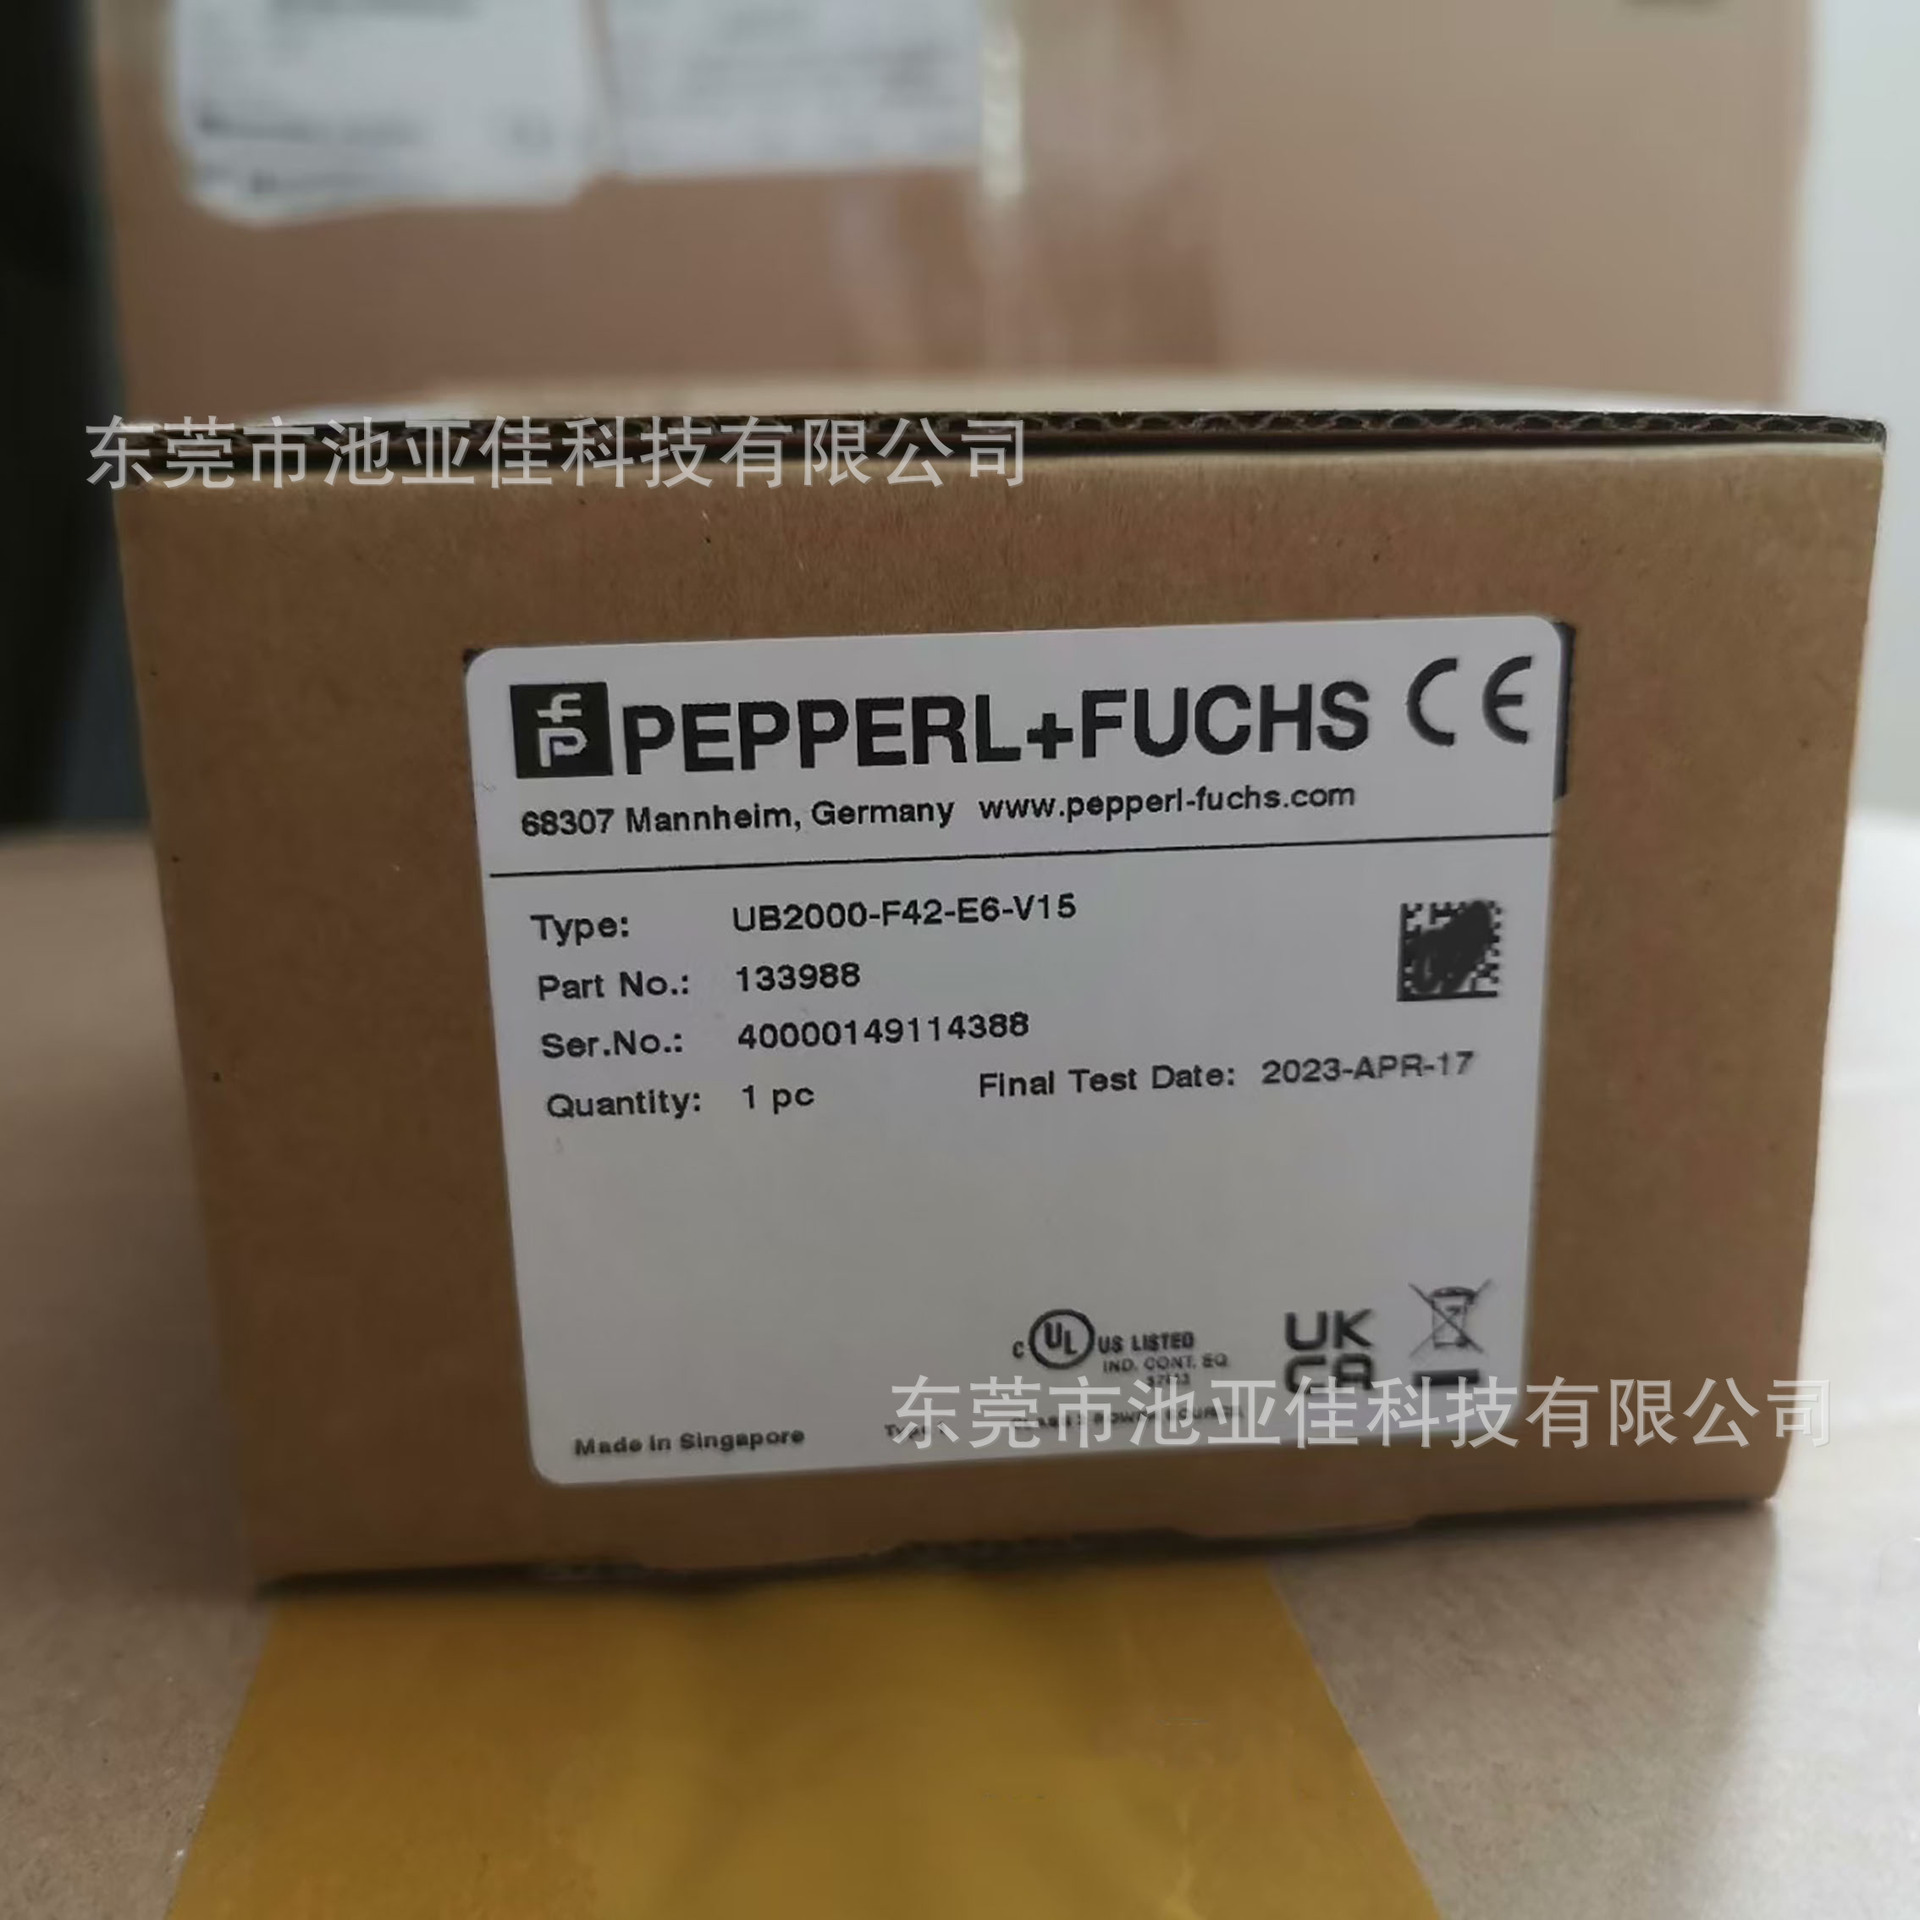 东莞市池亚佳科技有限公司
PEPPERL+FUCHS CE
68307 Mannheim, Germany www.pepperl-fuchs.com
Type: UB2000-F42-E6-V15
Part No.: 133988
Ser.No.: 40000149114388
Quantity: 1 pc Final Test Date: 2023-APR-17
c UL US LISTED
IND. CONT. EQ.
UK
CA
东莞市池亚佳科技有限公司
Made in Singapore